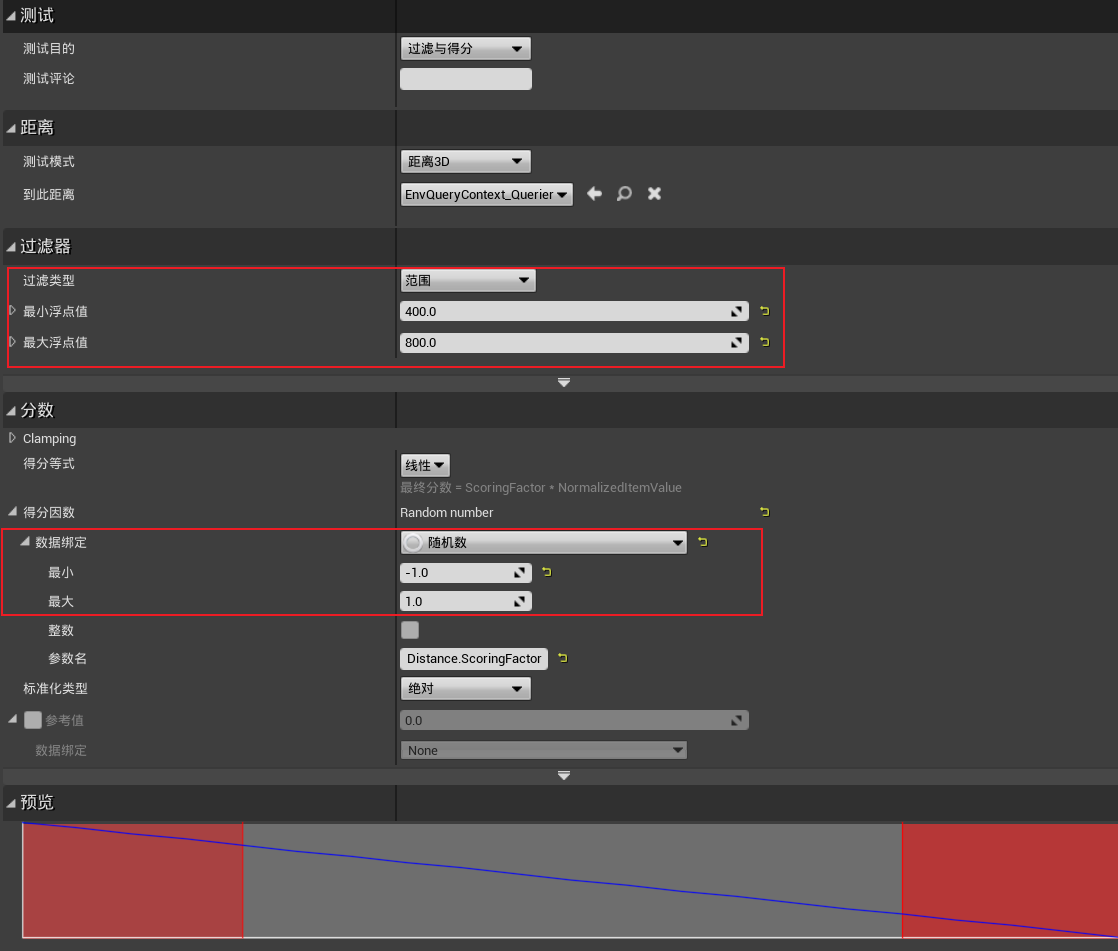 测试
测试目的 过滤与得分
测试评论
距离
测试模式 距离3D
到此距离 EnvQueryContext_Querier
过滤器
过滤类型 范围
最小浮点值 400.0
最大浮点值 800.0
分数
Clamping
得分等式 线性
最终分数 = ScoringFactor * NormalizedItemValue
得分因数 Random number
数据绑定 随机数
最小 -1.0
最大 1.0
整数
参数名 Distance.ScoringFactor
标准化类型 绝对
参考值 0.0
数据绑定 None
预览